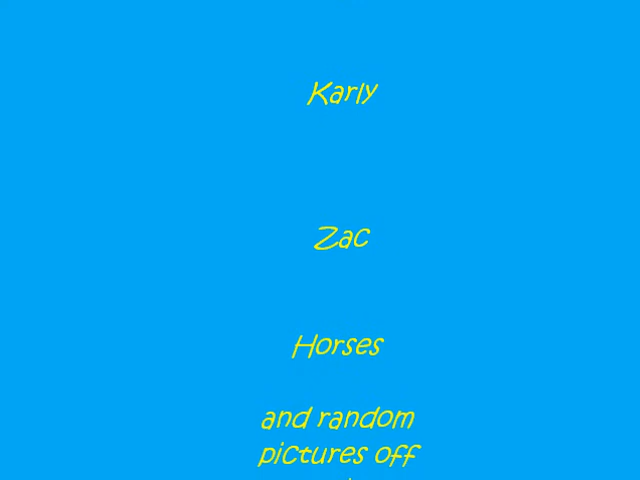 Karly
Zac
Horses
and random
pictures off